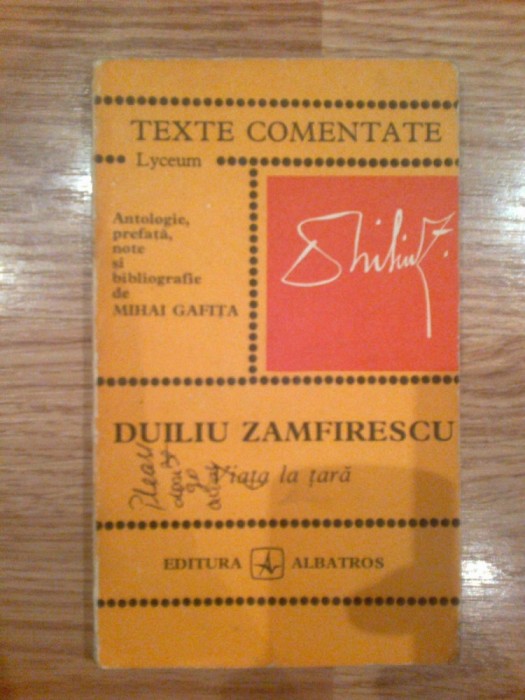 TEXTE COMENTATE
Lyceum
Antologie,
prefață,
note
și
bibliografie
de
MIHAI GAFIȚA
DUILIU ZAMFIRESCU
Viața la țară
EDITURA ALBATROS